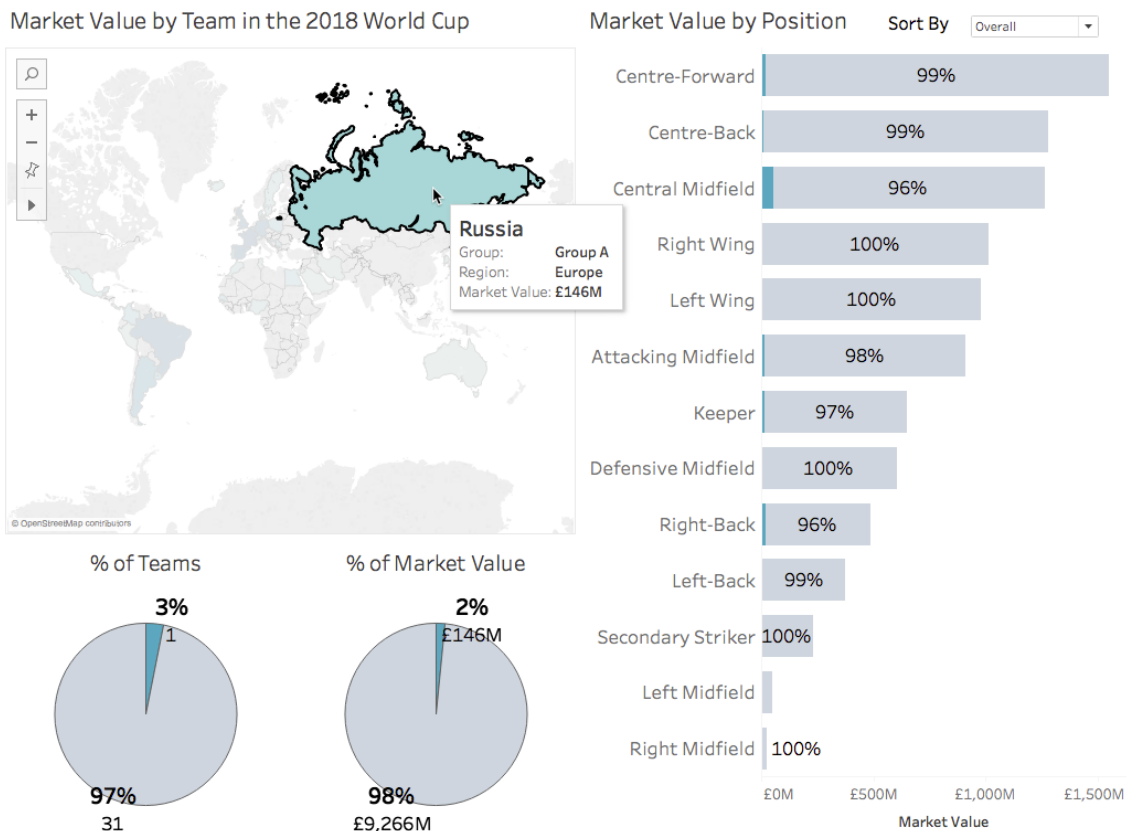 Market Value by Team in the 2018 World Cup
Market Value by Position
Sort By
Overall
Russia
Group: Group A
Region: Europe
Market Value: £146M
© OpenStreetMap contributors
Centre-Forward 99%
Centre-Back 99%
Central Midfield 96%
Right Wing 100%
Left Wing 100%
Attacking Midfield 98%
Keeper 97%
Defensive Midfield 100%
Right-Back 96%
Left-Back 99%
Secondary Striker 100%
Left Midfield
Right Midfield 100%
£0M £500M £1,000M £1,500M
Market Value
% of Teams
3%
1
97%
31
% of Market Value
2%
£146M
98%
£9,266M